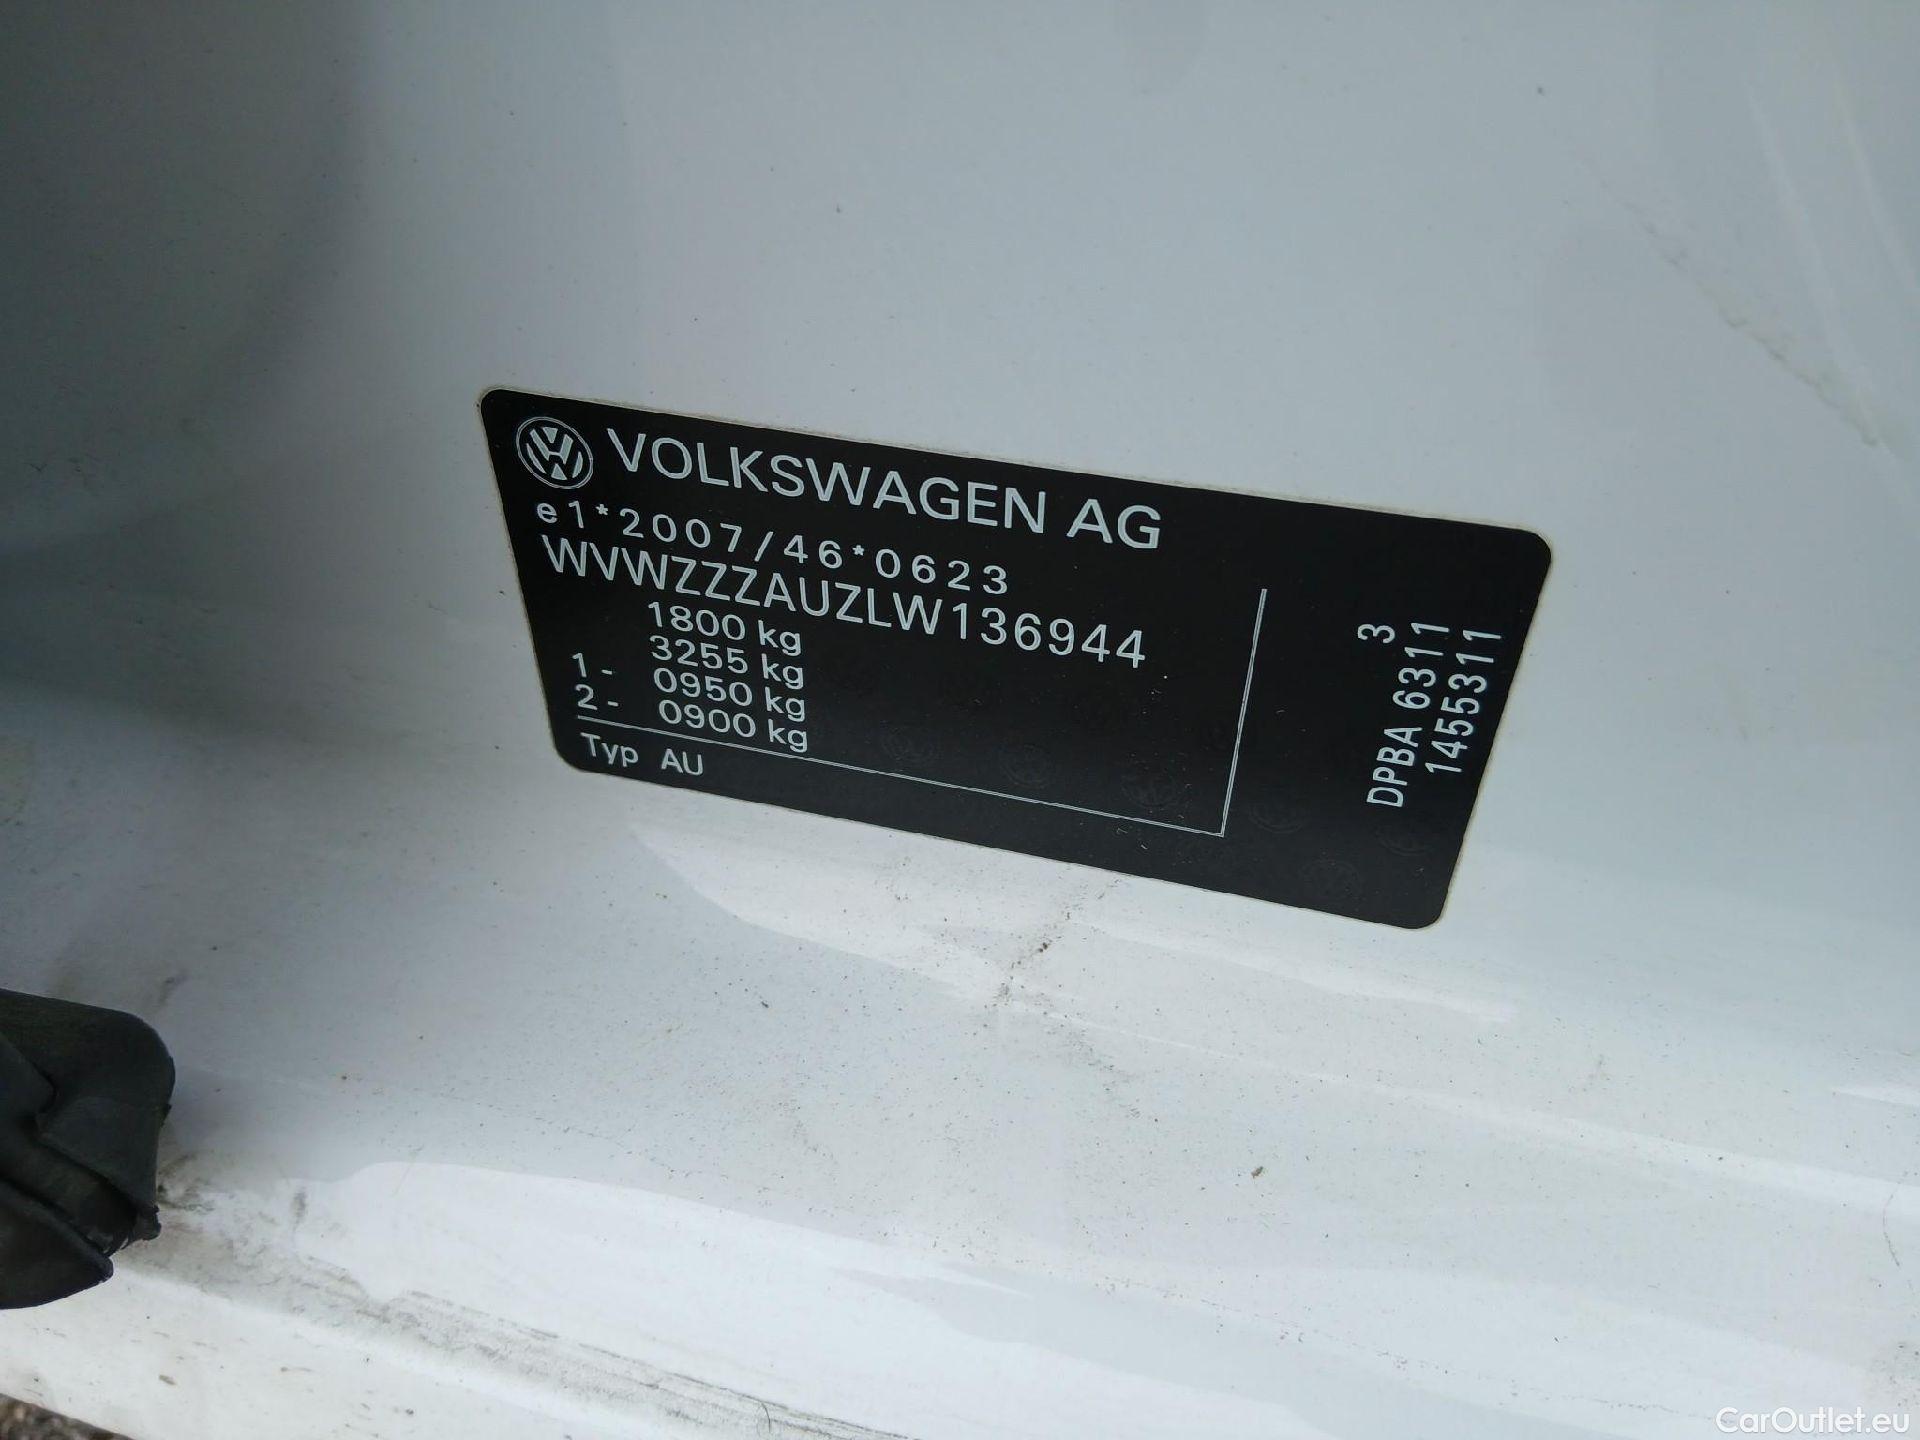 VOLKSWAGEN AG
e1*2007/46*0623
WVWZZZAUZLW136944
1800 kg
3255 kg
1- 0950 kg
2- 0900 kg
Typ AU
3
DPBA 6311
1455311
CarOutlet.eu